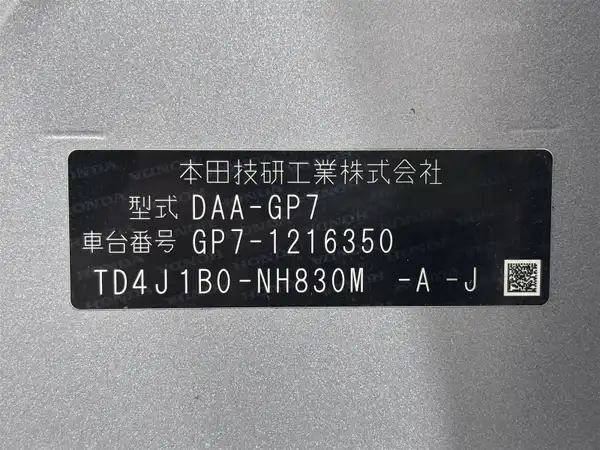 本田技研工業株式会社
型式 DAA-GP7
車台番号 GP7-1216350
TD4J1B0-NH830M -A -J